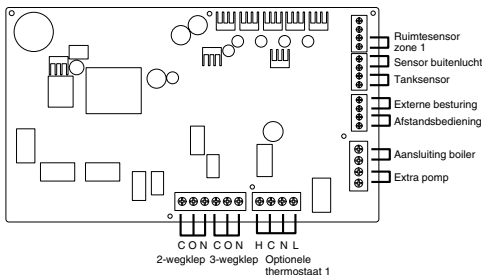 Ruimtesensor
zone 1
Sensor buitenlucht
Tanksensor
Externe besturing
Afstandsbediening
Aansluiting boiler
Extra pomp
C O N C O N H C N L
2-wegklep 3-wegklep Optionele
thermostaat 1